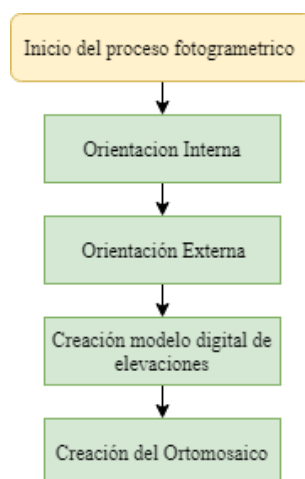 Inicio del proceso fotogrametrico
Orientacion Interna
Orientación Externa
Creación modelo digital de
elevaciones
Creación del Ortomosaico